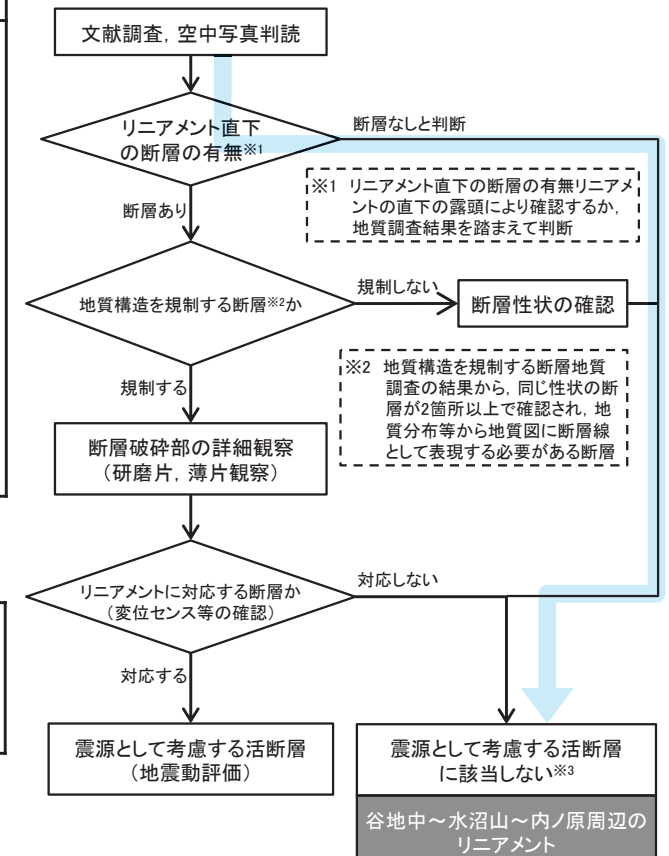 文献調査，空中写真判読
リニアメント直下
の断層の有無※1
断層なしと判断
※1 リニアメント直下の断層の有無リニアメ
ントの直下の露頭により確認するか，
地質調査結果を踏まえて判断
断層あり
地質構造を規制する断層※2か
規制しない
断層性状の確認
※2 地質構造を規制する断層地質
調査の結果から，同じ性状の断
層が2箇所以上で確認され，地
質分布等から地質図に断層線
として表現する必要がある断層
規制する
断層破砕部の詳細観察
（研磨片，薄片観察）
リニアメントに対応する断層か
（変位センス等の確認）
対応しない
対応する
震源として考慮する活断層
（地震動評価）
震源として考慮する活断層
に該当しない※3
谷地中～水沼山～内ノ原周辺の
リニアメント